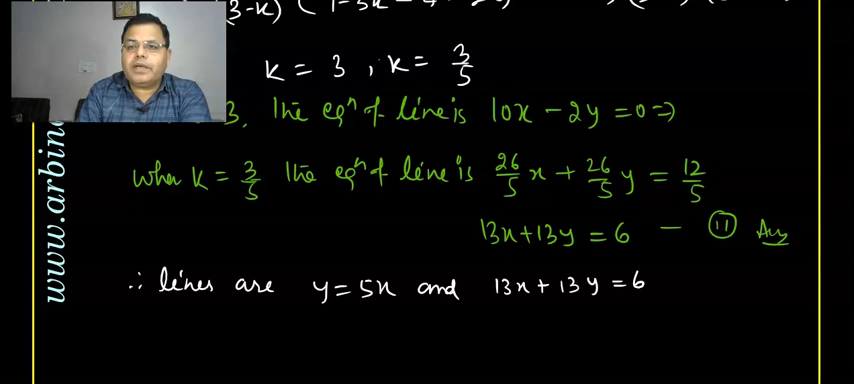 (3-k)
k = 3 , k = 3/5
3, The eqⁿ of line is 10x - 2y = 0 ⇒
when k = 3/5 The eqⁿ of line is 26/5 x + 26/5 y = 12/5
13x + 13y = 6 — (11) Ans
∴ lines are y = 5x and 13x + 13y = 6
www.arbin